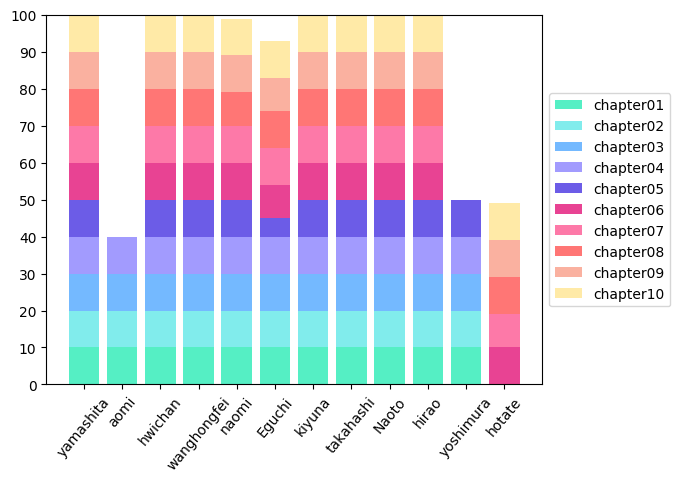 100
90
80
70
60
50
40
30
20
10
0
yamashita
aomi
hwichan
wanghongfei
naomi
Eguchi
kiyuna
takahashi
Naoto
hirao
yoshimura
hotate
chapter01
chapter02
chapter03
chapter04
chapter05
chapter06
chapter07
chapter08
chapter09
chapter10